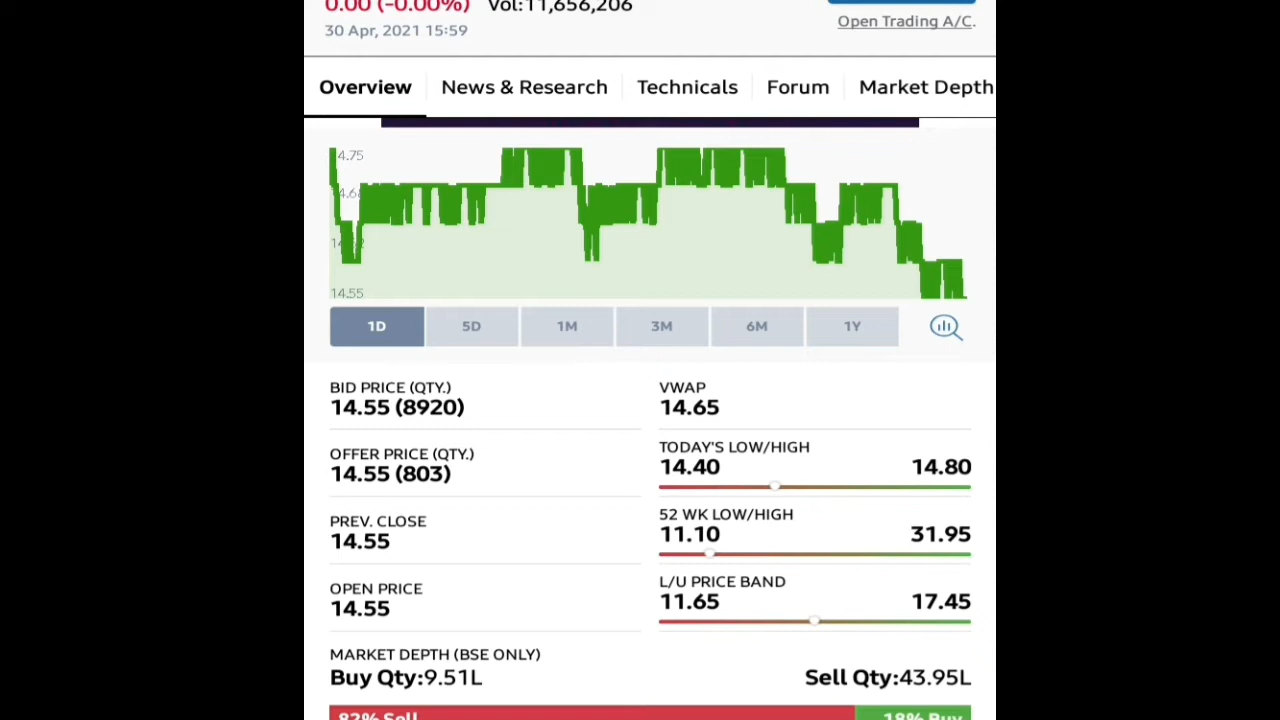 0.00 (-0.00%) Vol:11,656,206
30 Apr, 2021 15:59
Open Trading A/C.
Overview News & Research Technicals Forum Market Depth
4.75
14.55
1D 5D 1M 3M 6M 1Y
BID PRICE (QTY.)
14.55 (8920)
VWAP
14.65
OFFER PRICE (QTY.)
14.55 (803)
TODAY'S LOW/HIGH
14.40 14.80
PREV. CLOSE
14.55
52 WK LOW/HIGH
11.10 31.95
OPEN PRICE
14.55
L/U PRICE BAND
11.65 17.45
MARKET DEPTH (BSE ONLY)
Buy Qty:9.51L Sell Qty:43.95L
82% Sell 18% Buy